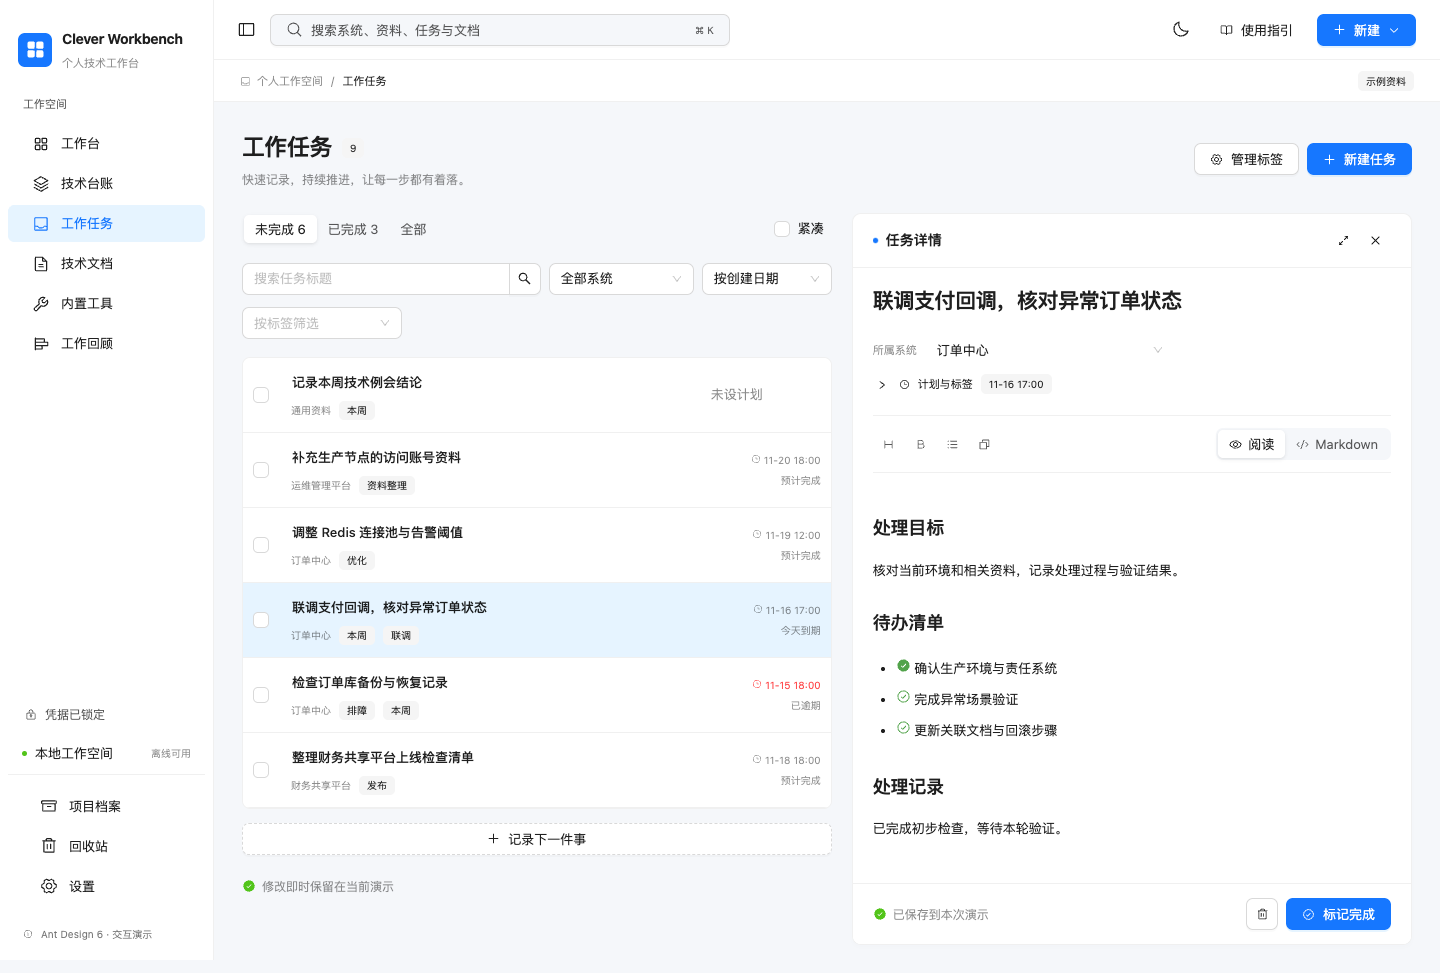 Clever Workbench
个人技术工作台
工作空间
工作台
技术台账
工作任务
技术文档
内置工具
工作回顾
凭据已锁定
本地工作空间 离线可用
项目档案
回收站
设置
Ant Design 6 · 交互演示
搜索系统、资料、任务与文档 ⌘ K
使用指引
新建
个人工作空间 / 工作任务
示例资料
工作任务 9
快速记录，持续推进，让每一步都有着落。
管理标签
新建任务
未完成 6 已完成 3 全部
紧凑
搜索任务标题
全部系统
按创建日期
按标签筛选
记录本周技术例会结论
通用资料 本周
未设计划
补充生产节点的访问账号资料
运维管理平台 资料整理
11-20 18:00
预计完成
调整 Redis 连接池与告警阈值
订单中心 优化
11-19 12:00
预计完成
联调支付回调，核对异常订单状态
订单中心 本周 联调
11-16 17:00
今天到期
检查订单库备份与恢复记录
订单中心 排障 本周
11-15 18:00
已逾期
整理财务共享平台上线检查清单
财务共享平台 发布
11-18 18:00
预计完成
记录下一件事
修改即时保留在当前演示
任务详情
联调支付回调，核对异常订单状态
所属系统 订单中心
计划与标签 11-16 17:00
H B
阅读 Markdown
处理目标
核对当前环境和相关资料，记录处理过程与验证结果。
待办清单
确认生产环境与责任系统
完成异常场景验证
更新关联文档与回滚步骤
处理记录
已完成初步检查，等待本轮验证。
已保存到本次演示
标记完成